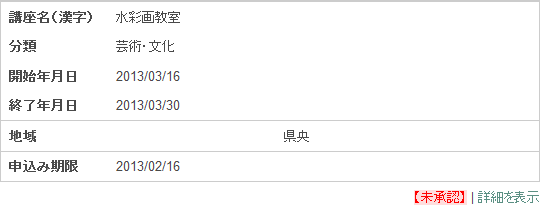 講座名(漢字) 水彩画教室
分類 芸術・文化
開始年月日 2013/03/16
終了年月日 2013/03/30
地域 県央
申込み期限 2013/02/16
【未承認】 | 詳細を表示